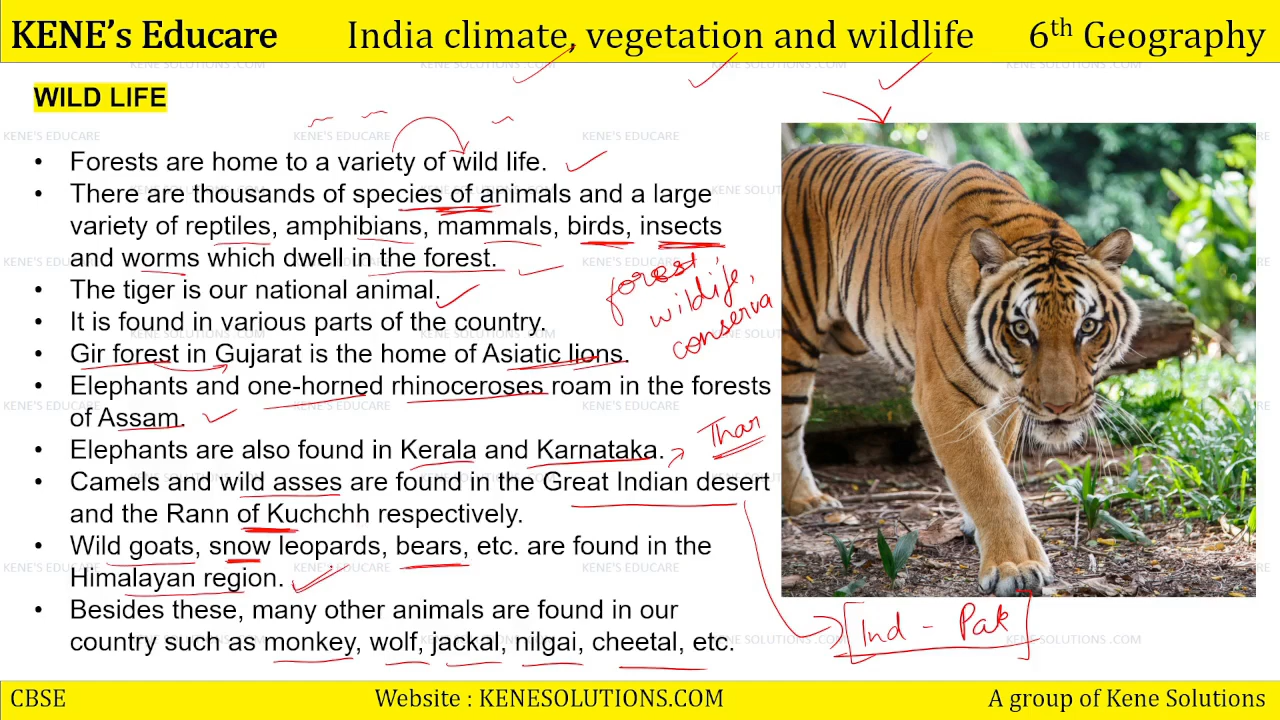 KENE's Educare India climate, vegetation and wildlife 6th Geography
WILD LIFE
• Forests are home to a variety of wild life.
• There are thousands of species of animals and a large
variety of reptiles, amphibians, mammals, birds, insects
and worms which dwell in the forest.
forest,
wildlife,
conserva
• The tiger is our national animal.
• It is found in various parts of the country.
• Gir forest in Gujarat is the home of Asiatic lions.
• Elephants and one-horned rhinoceroses roam in the forests
of Assam.
Thar
• Elephants are also found in Kerala and Karnataka.
• Camels and wild asses are found in the Great Indian desert
and the Rann of Kuchchh respectively.
• Wild goats, snow leopards, bears, etc. are found in the
Himalayan region.
• Besides these, many other animals are found in our
country such as monkey, wolf, jackal, nilgai, cheetal, etc.
Ind - Pak
CBSE Website : KENESOLUTIONS.COM A group of Kene Solutions